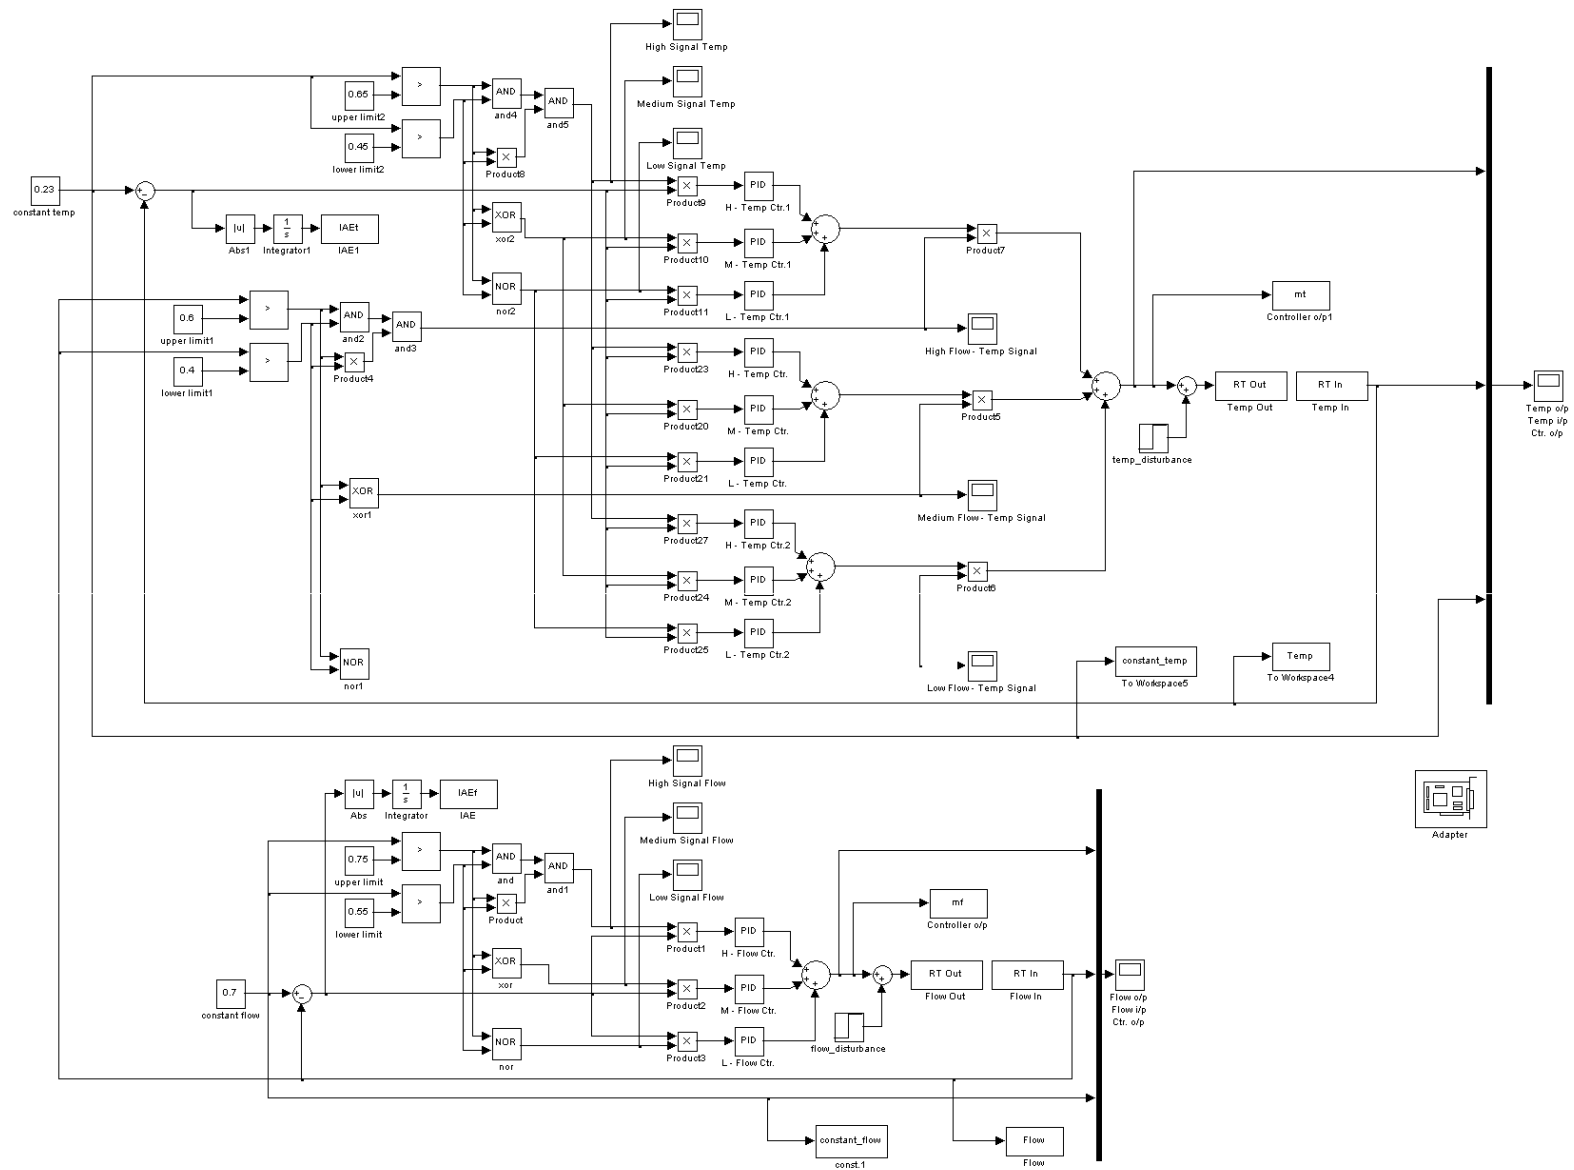 High Signal Temp
0.65
upper limit2
>
0.45
lower limit2
>
AND
and4
AND
and5
×
Product8
Medium Signal Temp
Low Signal Temp
0.23
constant temp
+
-
|u|
Abs1
1
s
Integrator1
IAEt
IAE1
XOR
xor2
NOR
nor2
×
Product9
PID
H - Temp Ctr.1
×
Product10
PID
M - Temp Ctr.1
×
Product11
PID
L - Temp Ctr.1
+
+
+
×
Product7
0.6
upper limit1
>
0.4
lower limit1
>
AND
and2
AND
and3
×
Product4
High Flow - Temp Signal
mt
Controller o/p1
×
Product23
PID
H - Temp Ctr.
×
Product20
PID
M - Temp Ctr.
×
Product21
PID
L - Temp Ctr.
+
+
+
×
Product5
+
+
+
+
+
RT Out
Temp Out
RT In
Temp In
temp_disturbance
Temp o/p
Temp i/p
Ctr. o/p
XOR
xor1
Medium Flow - Temp Signal
×
Product27
PID
H - Temp Ctr.2
×
Product24
PID
M - Temp Ctr.2
×
Product25
PID
L - Temp Ctr.2
+
+
+
×
Product6
NOR
nor1
Low Flow - Temp Signal
constant_temp
To Workspace5
Temp
To Workspace4
High Signal Flow
|u|
Abs
1
s
Integrator
IAEf
IAE
Medium Signal Flow
Low Signal Flow
0.75
upper limit
>
0.55
lower limit
>
AND
and
AND
and1
×
Product
Adapter
XOR
xor
NOR
nor
×
Product1
PID
H - Flow Ctr.
×
Product2
PID
M - Flow Ctr.
×
Product3
PID
L - Flow Ctr.
+
+
+
mf
Controller o/p
0.7
constant flow
+
-
+
+
RT Out
Flow Out
RT In
Flow In
flow_disturbance
Flow o/p
Flow i/p
Ctr. o/p
constant_flow
const.1
Flow
Flow